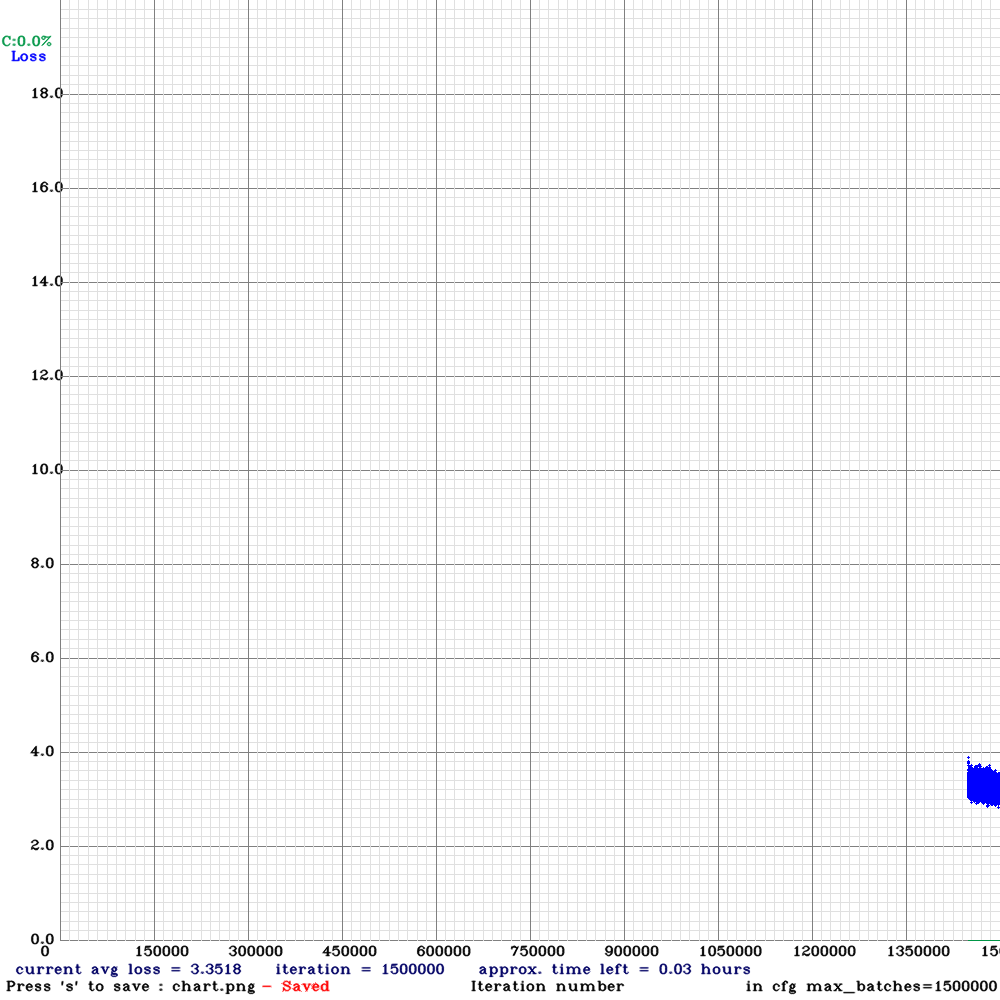 C:0.0%
Loss
18.0
16.0
14.0
12.0
10.0
8.0
6.0
4.0
2.0
0.0
0 150000 300000 450000 600000 750000 900000 1050000 1200000 1350000 150
current avg loss = 3.3518 iteration = 1500000 approx. time left = 0.03 hours
Press 's' to save : chart.png - Saved Iteration number in cfg max_batches=1500000